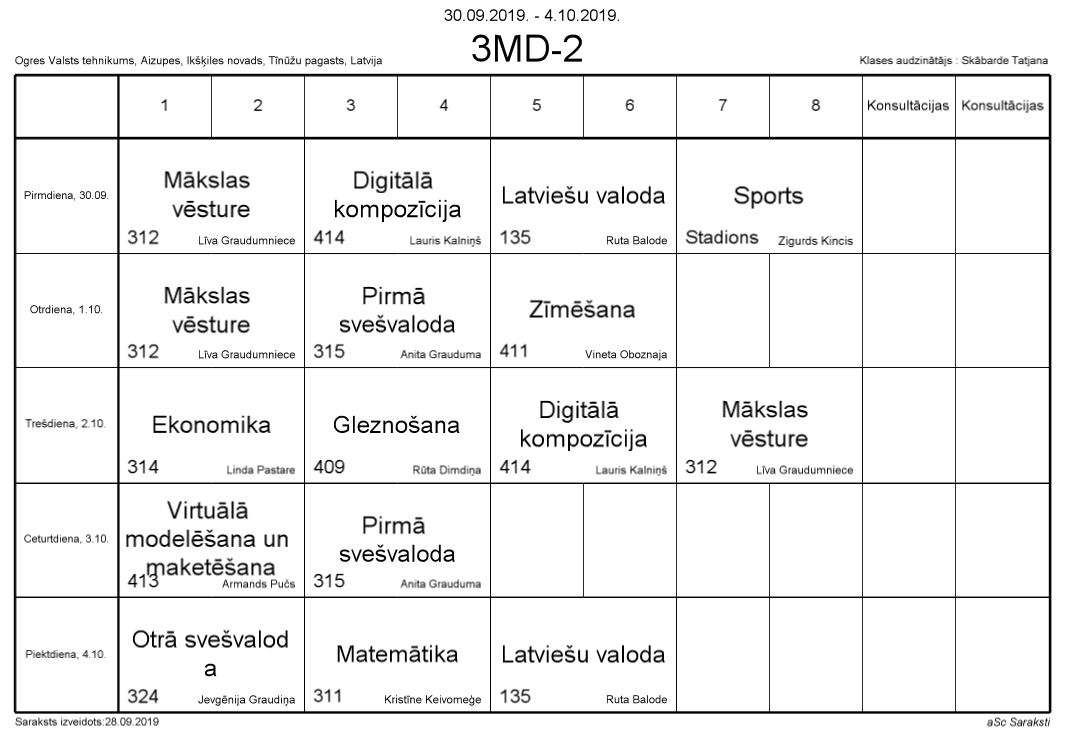 30.09.2019. - 4.10.2019.
3MD-2
Ogres Valsts tehnikums, Aizupes, Ikšķiles novads, Tīnūžu pagasts, Latvija
Klases audzinātājs : Skābarde Tatjana
1 2 3 4 5 6 7 8 Konsultācijas Konsultācijas
Pirmdiena, 30.09.
Mākslas
vēsture
312 Līva Graudumniece
Digitālā
kompozīcija
414 Lauris Kalniņš
Latviešu valoda
135 Ruta Balode
Sports
Stadions Zigurds Kincis
Otrdiena, 1.10.
Mākslas
vēsture
312 Līva Graudumniece
Pirmā
svešvaloda
315 Anita Grauduma
Zīmēšana
411 Vineta Oboznaja
Trešdiena, 2.10.
Ekonomika
314 Linda Pastare
Gleznošana
409 Rūta Dimdiņa
Digitālā
kompozīcija
414 Lauris Kalniņš
Mākslas
vēsture
312 Līva Graudumniece
Ceturtdiena, 3.10.
Virtuālā
modelēšana un
maketēšana
413 Armands Pučs
Pirmā
svešvaloda
315 Anita Grauduma
Piektdiena, 4.10.
Otrā svešvalod
a
324 Jevgēnija Graudiņa
Matemātika
311 Kristīne Keivomeģe
Latviešu valoda
135 Ruta Balode
Saraksts izveidots:28.09.2019
aSc Saraksti